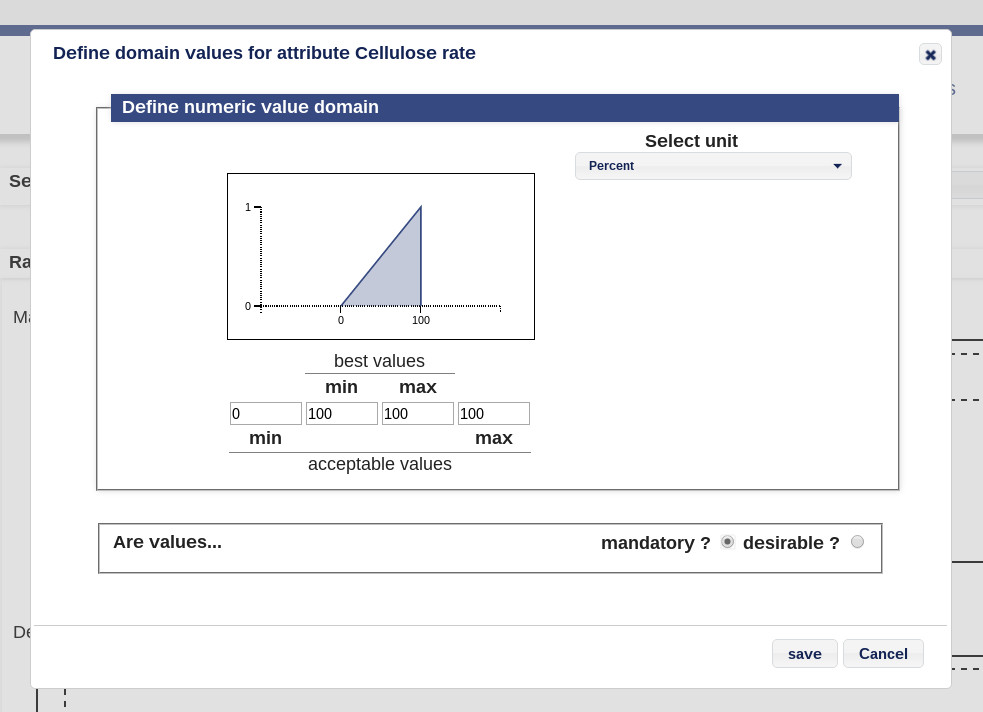 Define domain values for attribute Cellulose rate
Define numeric value domain
Select unit
Percent
1
0
0 100
best values
min max
0 100 100 100
min max
acceptable values
Are values... mandatory ? desirable ?
save Cancel